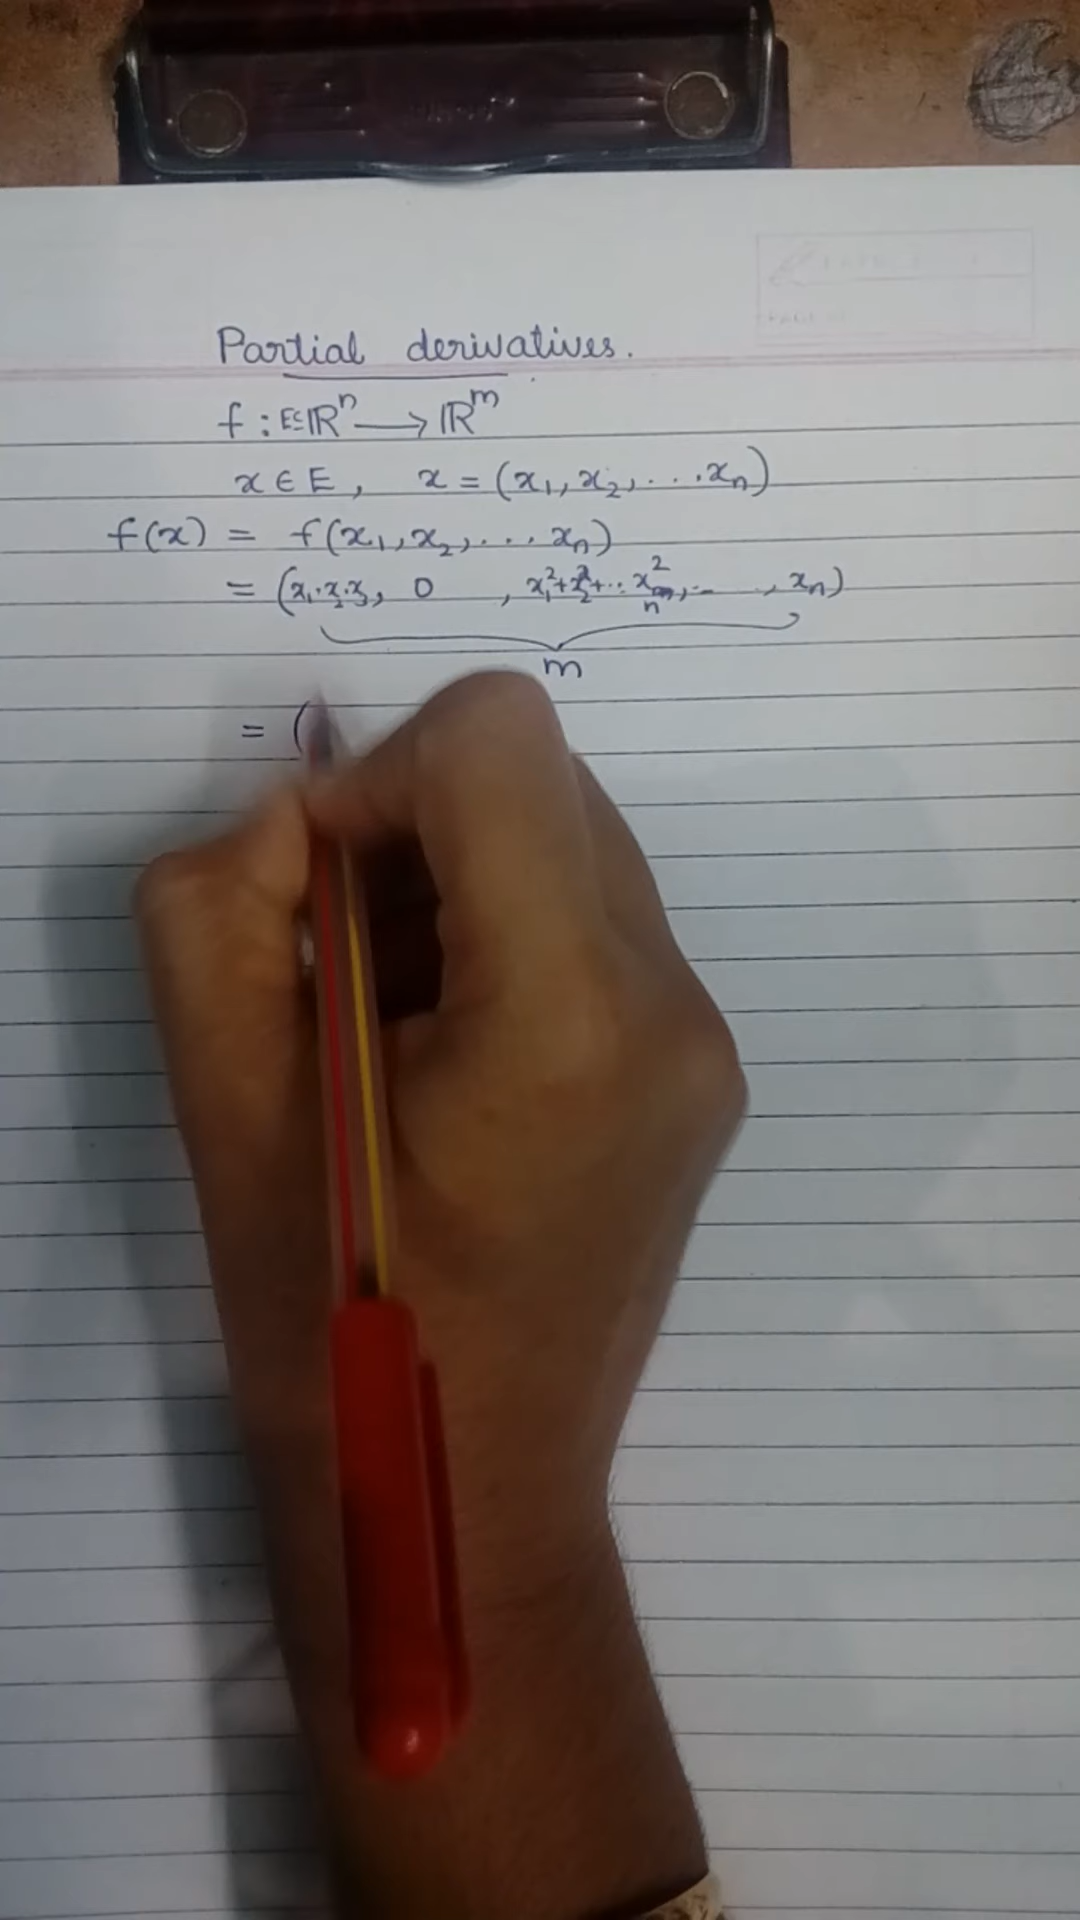 Partial derivatives.
f : E⊆ℝⁿ ⟶ ℝᵐ
x ∈ E, x = (x₁, x₂, ... xₙ)
f(x) = f(x₁, x₂, ... xₙ)
= (x₁·x₂·x₃, 0 , x₁²+x₂²+.. xₙ², .. , xₙ)
m
= (